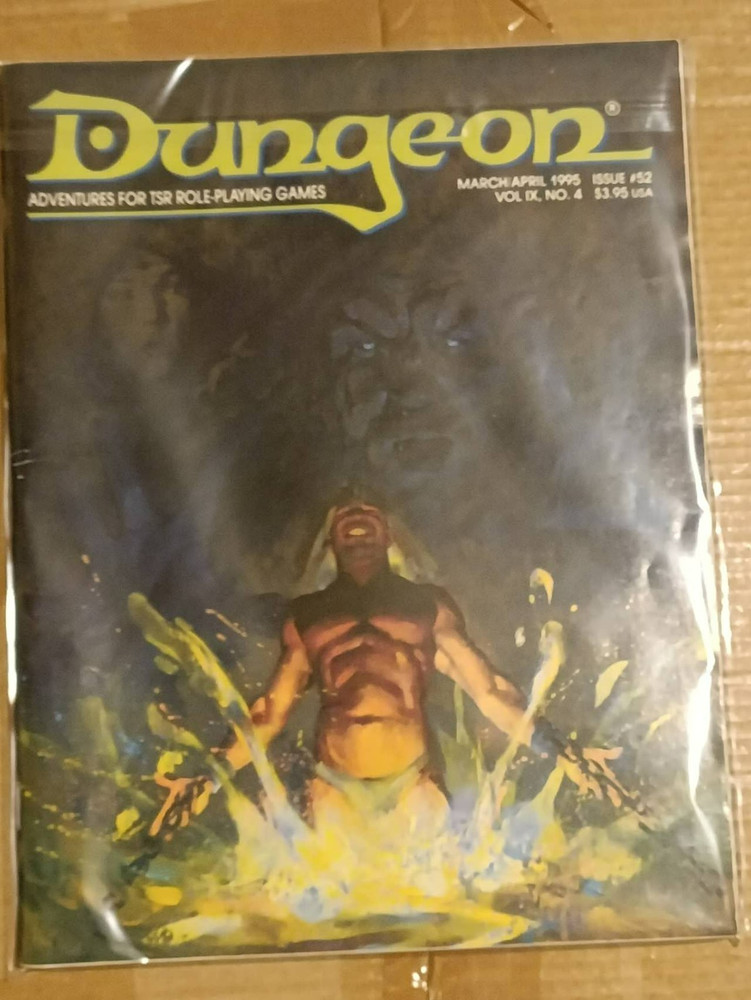 Dungeon®
ADVENTURES FOR TSR ROLE-PLAYING GAMES
MARCH/APRIL 1995 ISSUE #52
VOL IX, NO. 4 $3.95 USA